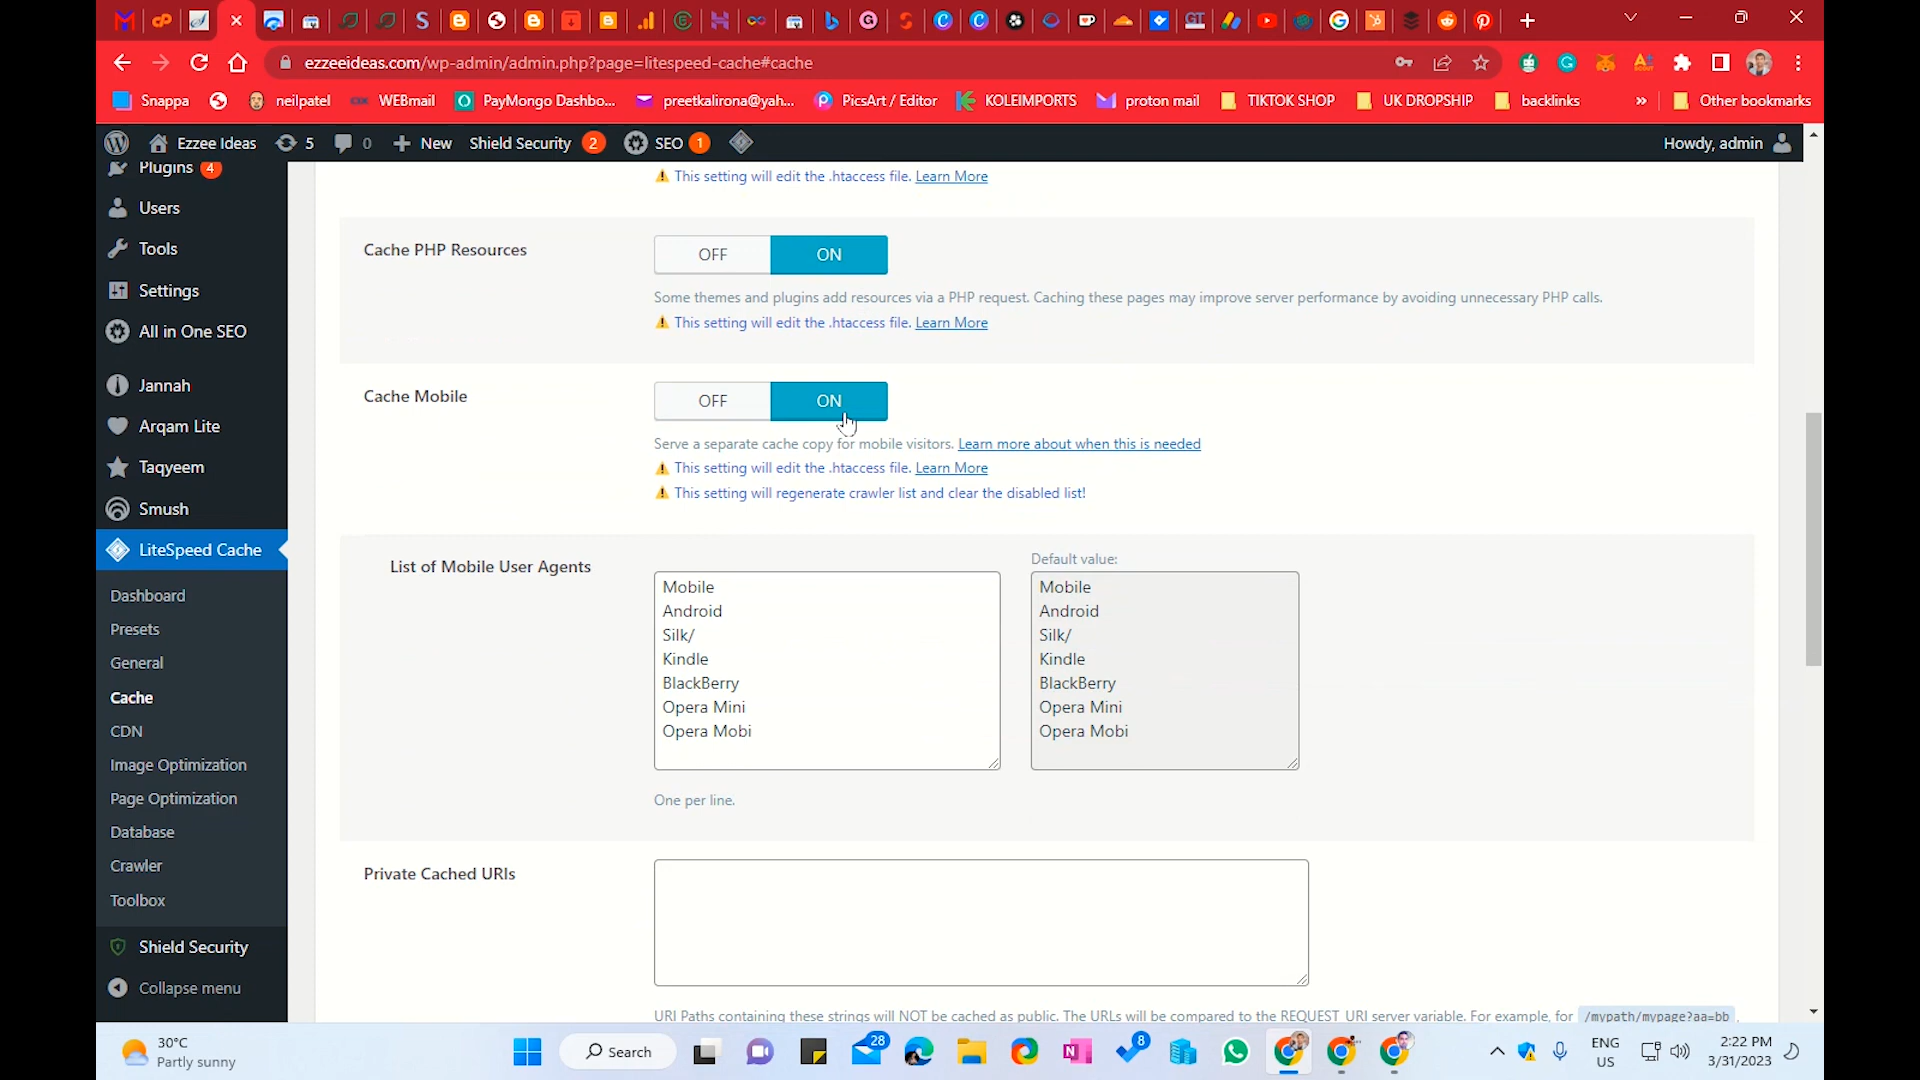 ezzeeideas.com/wp-admin/admin.php?page=litespeed-cache#cache
Snappa
neilpatel
WEBmail
PayMongo Dashbo...
preetkalirona@yah...
PicsArt / Editor
KOLEIMPORTS
proton mail
TIKTOK SHOP
UK DROPSHIP
backlinks
»
Other bookmarks
Ezzee Ideas
5
0
New
Shield Security 2
SEO 1
Howdy, admin
Plugins 4
Users
Tools
Settings
All in One SEO
Jannah
Arqam Lite
Taqyeem
Smush
LiteSpeed Cache
Dashboard
Presets
General
Cache
CDN
Image Optimization
Page Optimization
Database
Crawler
Toolbox
Shield Security
Collapse menu
This setting will edit the .htaccess file. Learn More
Cache PHP Resources
OFF ON
Some themes and plugins add resources via a PHP request. Caching these pages may improve server performance by avoiding unnecessary PHP calls.
This setting will edit the .htaccess file. Learn More
Cache Mobile
OFF ON
Serve a separate cache copy for mobile visitors. Learn more about when this is needed
This setting will edit the .htaccess file. Learn More
This setting will regenerate crawler list and clear the disabled list!
List of Mobile User Agents
Mobile
Android
Silk/
Kindle
BlackBerry
Opera Mini
Opera Mobi
Default value:
Mobile
Android
Silk/
Kindle
BlackBerry
Opera Mini
Opera Mobi
One per line.
Private Cached URIs
URI Paths containing these strings will NOT be cached as public. The URLs will be compared to the REQUEST_URI server variable. For example, for /mypath/mypage?aa=bb ,
30°C
Partly sunny
Search
28
8
ENG
US
2:22 PM
3/31/2023